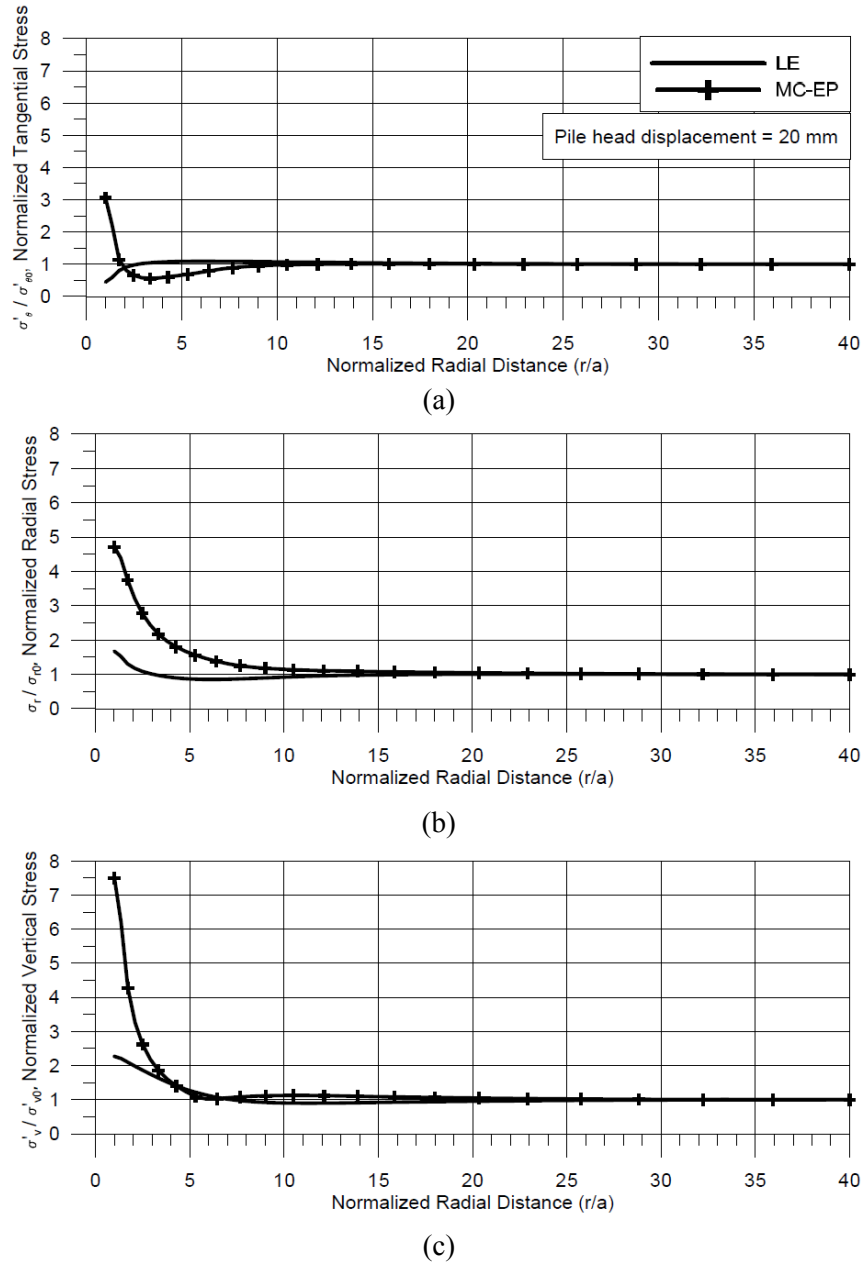 8
7
6
5
4
3
2
1
0
σ'θ / σ'θ0, Normalized Tangential Stress
LE
MC-EP
Pile head displacement = 20 mm
0 5 10 15 20 25 30 35 40
Normalized Radial Distance (r/a)
(a)
8
7
6
5
4
3
2
1
0
σr / σr0, Normalized Radial Stress
0 5 10 15 20 25 30 35 40
Normalized Radial Distance (r/a)
(b)
8
7
6
5
4
3
2
1
0
σ'v / σ'v0, Normalized Vertical Stress
0 5 10 15 20 25 30 35 40
Normalized Radial Distance (r/a)
(c)